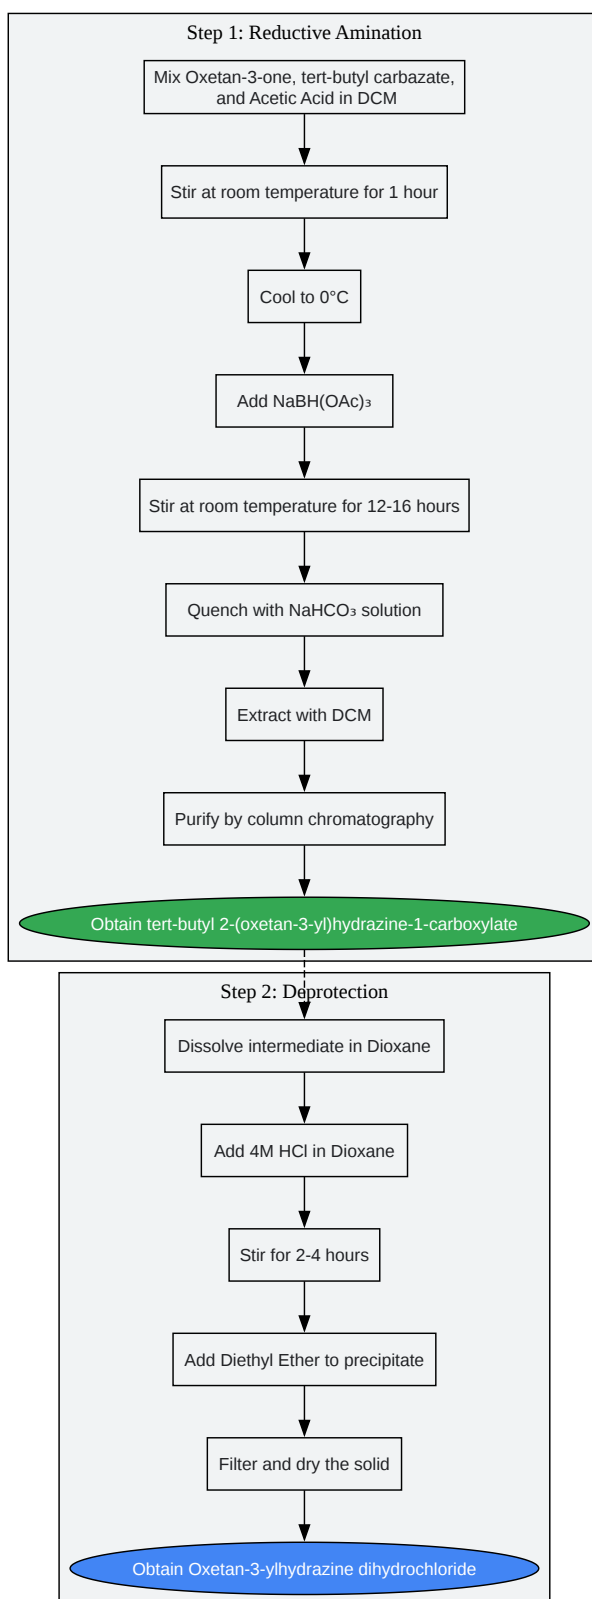 Step 1: Reductive Amination
Mix Oxetan-3-one, tert-butyl carbazate,
and Acetic Acid in DCM
Stir at room temperature for 1 hour
Cool to 0°C
Add NaBH(OAc)₃
Stir at room temperature for 12-16 hours
Quench with NaHCO₃ solution
Extract with DCM
Purify by column chromatography
Obtain tert-butyl 2-(oxetan-3-yl)hydrazine-1-carboxylate
Step 2: Deprotection
Dissolve intermediate in Dioxane
Add 4M HCl in Dioxane
Stir for 2-4 hours
Add Diethyl Ether to precipitate
Filter and dry the solid
Obtain Oxetan-3-ylhydrazine dihydrochloride